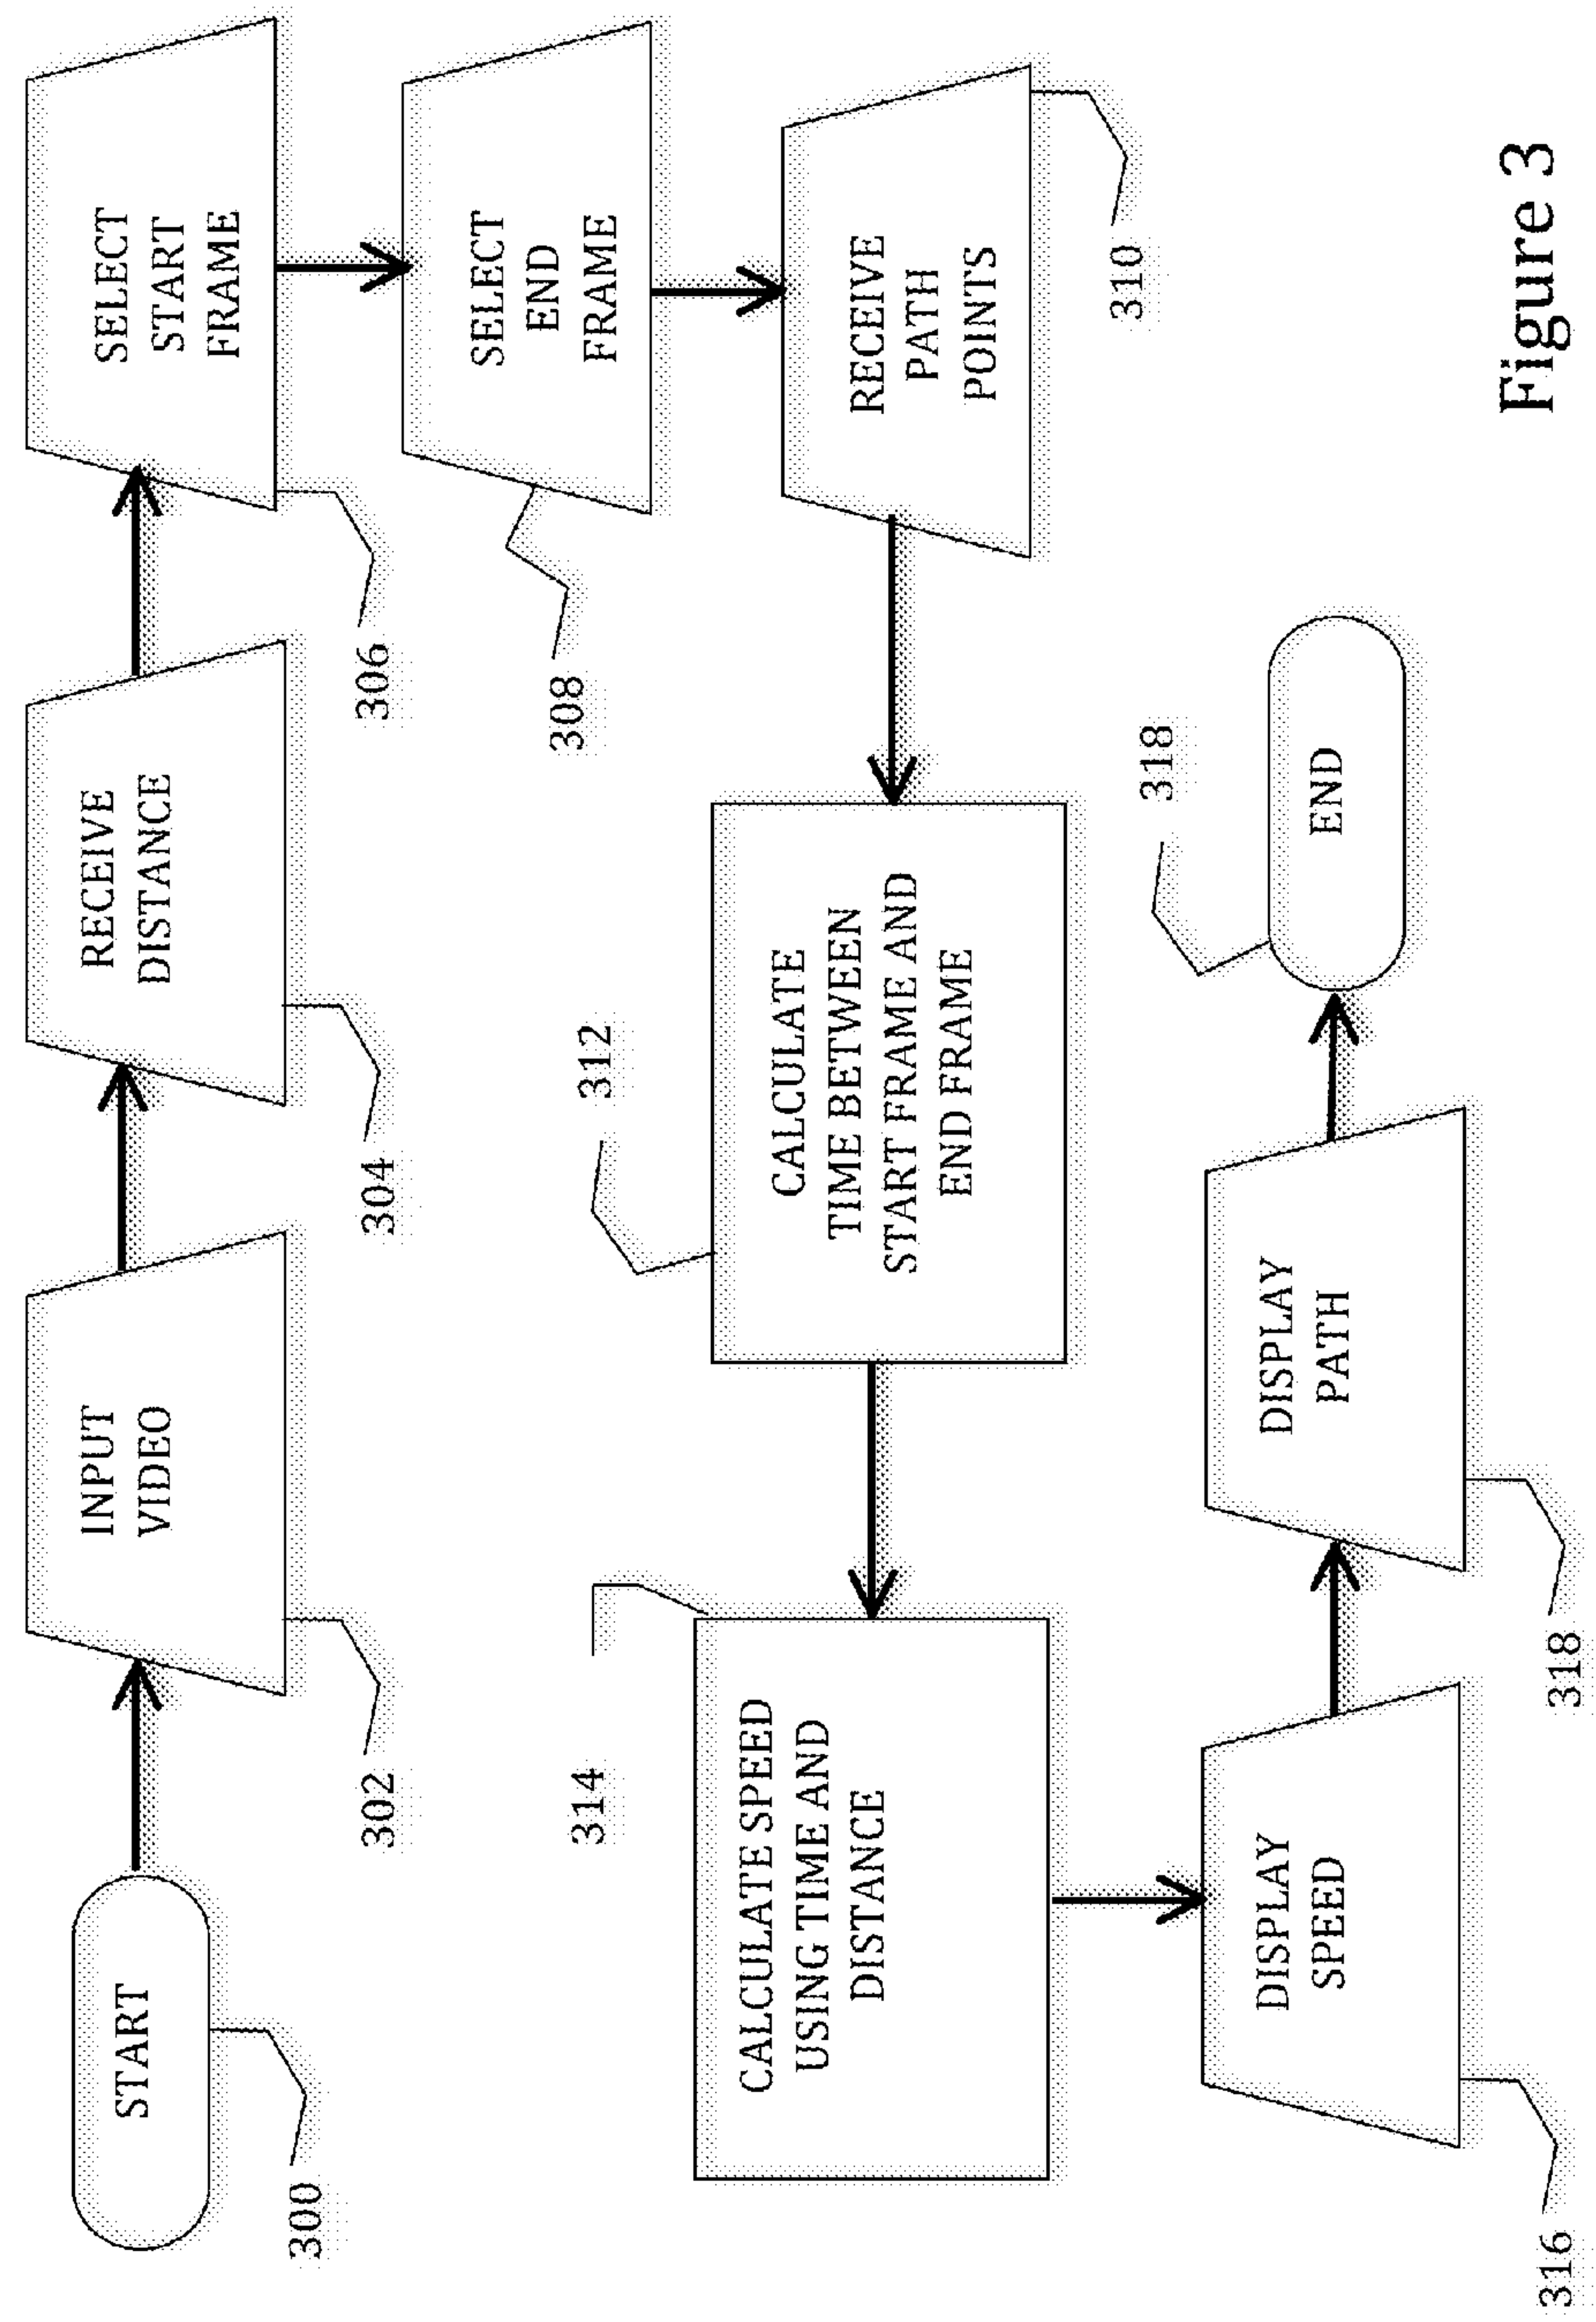 START
300
INPUT
VIDEO
302
RECEIVE
DISTANCE
304
SELECT
START
FRAME
306
SELECT
END
FRAME
308
RECEIVE
PATH
POINTS
310
CALCULATE
TIME BETWEEN
START FRAME AND
END FRAME
312
CALCULATE SPEED
USING TIME AND
DISTANCE
314
DISPLAY
SPEED
316
DISPLAY
PATH
318
END
318
Figure 3